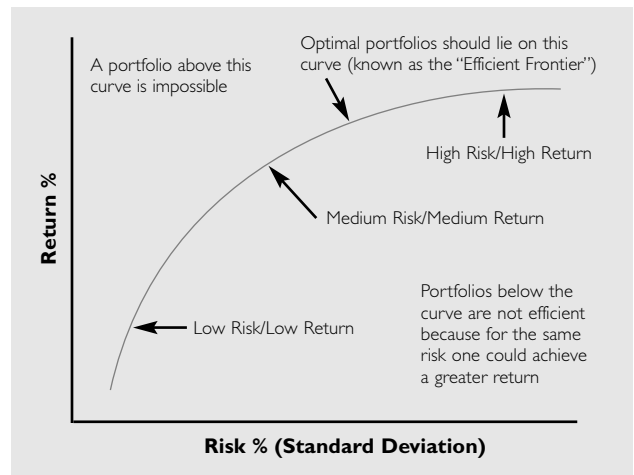 A portfolio above this
curve is impossible
Optimal portfolios should lie on this
curve (known as the “Efficient Frontier”)
High Risk/High Return
Medium Risk/Medium Return
Low Risk/Low Return
Portfolios below the
curve are not efficient
because for the same
risk one could achieve
a greater return
Return %
Risk % (Standard Deviation)